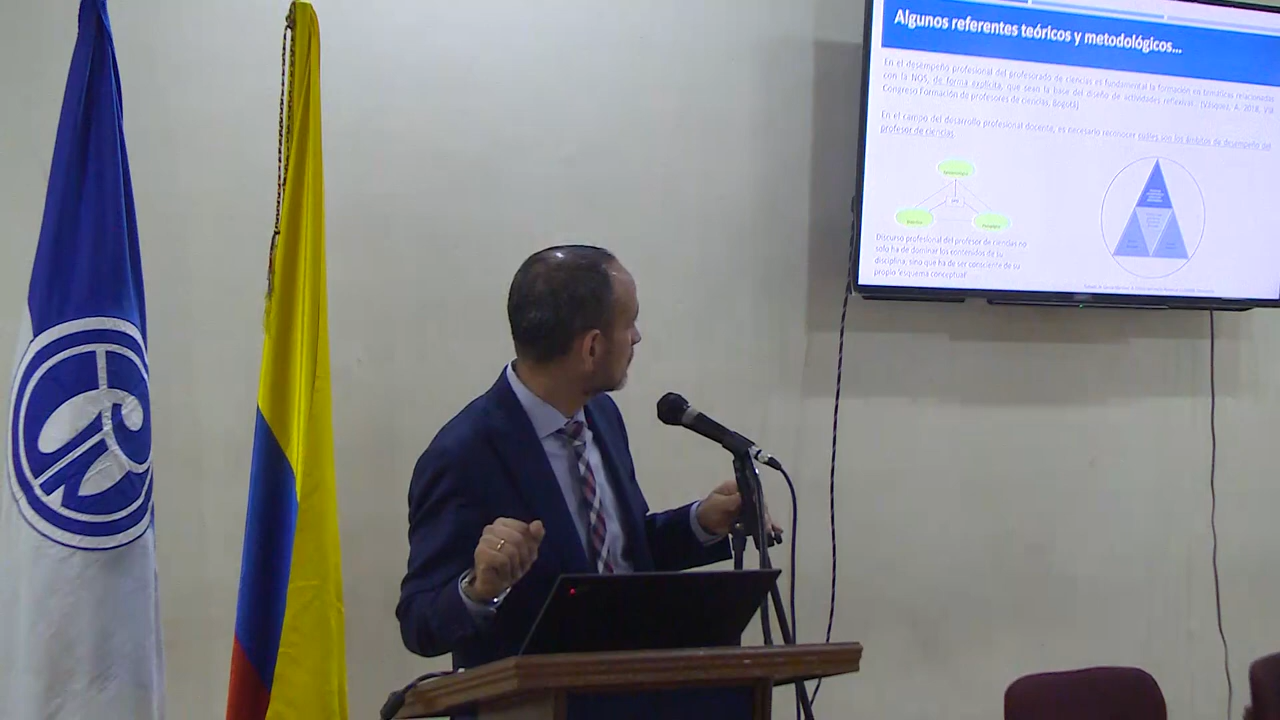 Algunos referentes teóricos y metodológicos...
En el desempeño profesional del profesorado de ciencias es fundamental la formación en temáticas relacionadas
con la NOS, de forma explícita, que sean la base del diseño de actividades reflexivas. (Vásquez, A. 2018, VIII
Congreso Formación de profesores de ciencias, Bogotá)
En el campo del desarrollo profesional docente, es necesario reconocer cuáles son los ámbitos de desempeño del
profesor de ciencias
Discurso profesional del profesor de ciencias no
solo ha de dominar los contenidos de su
disciplina, sino que ha de ser consciente de su
propio 'esquema conceptual'